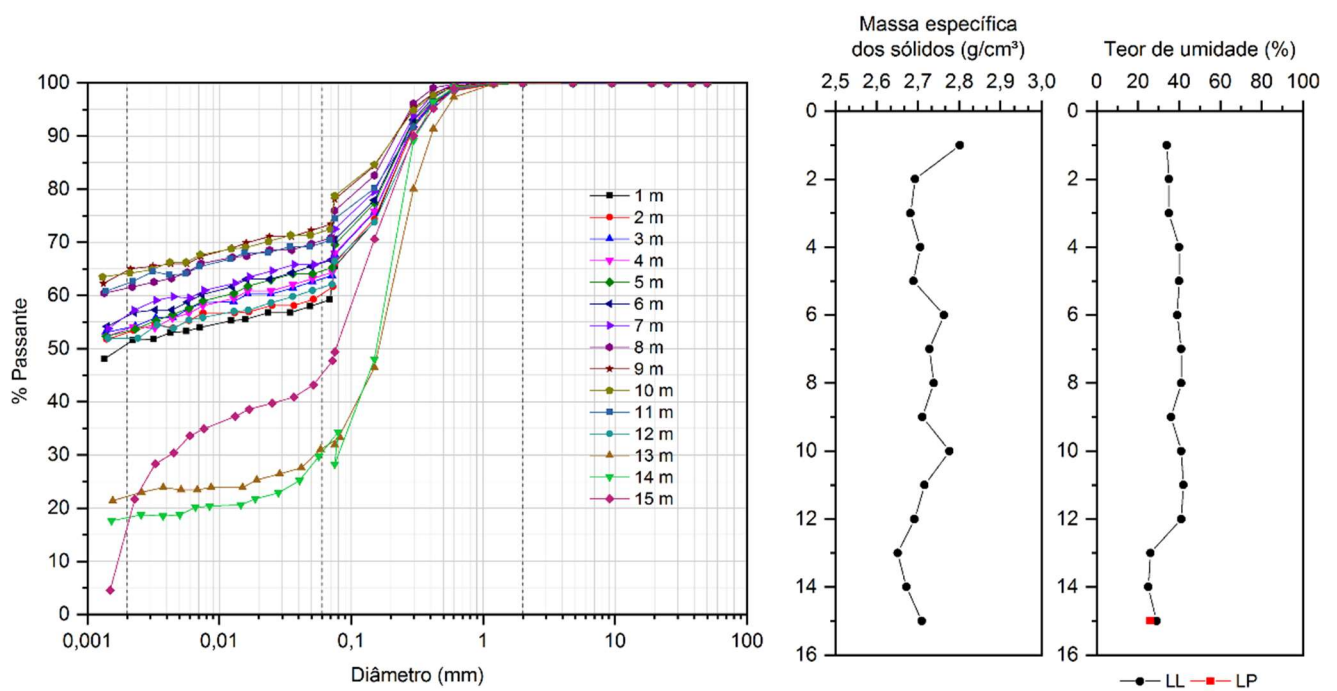 Massa específica
dos sólidos (g/cm³)
Teor de umidade (%)
2,5 2,6 2,7 2,8 2,9 3,0
0 20 40 60 80 100
100
90
80
70
60
50
40
30
20
10
0
% Passante
0,001 0,01 0,1 1 10 100
Diâmetro (mm)
1 m
2 m
3 m
4 m
5 m
6 m
7 m
8 m
9 m
10 m
11 m
12 m
13 m
14 m
15 m
0
2
4
6
8
10
12
14
16
0
2
4
6
8
10
12
14
16
LL LP